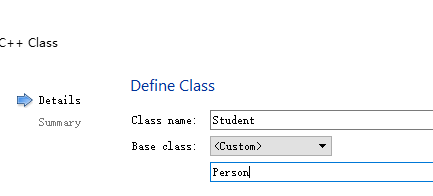 C++ Class
Define Class
Details
Summary
Class name: Student
Base class: <Custom>
Person